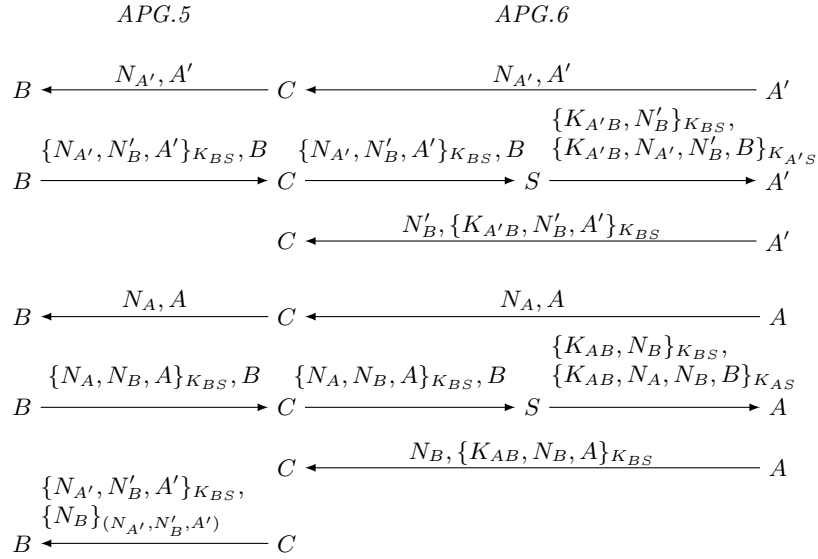 APG.5 APG.6
B N_{A'}, A' C N_{A'}, A' A'
{K_{A'B}, N'_B}_{K_{BS}},
{N_{A'}, N'_B, A'}_{K_{BS}}, B {N_{A'}, N'_B, A'}_{K_{BS}}, B {K_{A'B}, N_{A'}, N'_B, B}_{K_{A'S}}
B C S A'
N'_B, {K_{A'B}, N'_B, A'}_{K_{BS}}
C A'
N_A, A N_A, A
B C A
{K_{AB}, N_B}_{K_{BS}},
{N_A, N_B, A}_{K_{BS}}, B {N_A, N_B, A}_{K_{BS}}, B {K_{AB}, N_A, N_B, B}_{K_{AS}}
B C S A
N_B, {K_{AB}, N_B, A}_{K_{BS}}
C A
{N_{A'}, N'_B, A'}_{K_{BS}},
{N_B}_{(N_{A'}, N'_B, A')}
B C